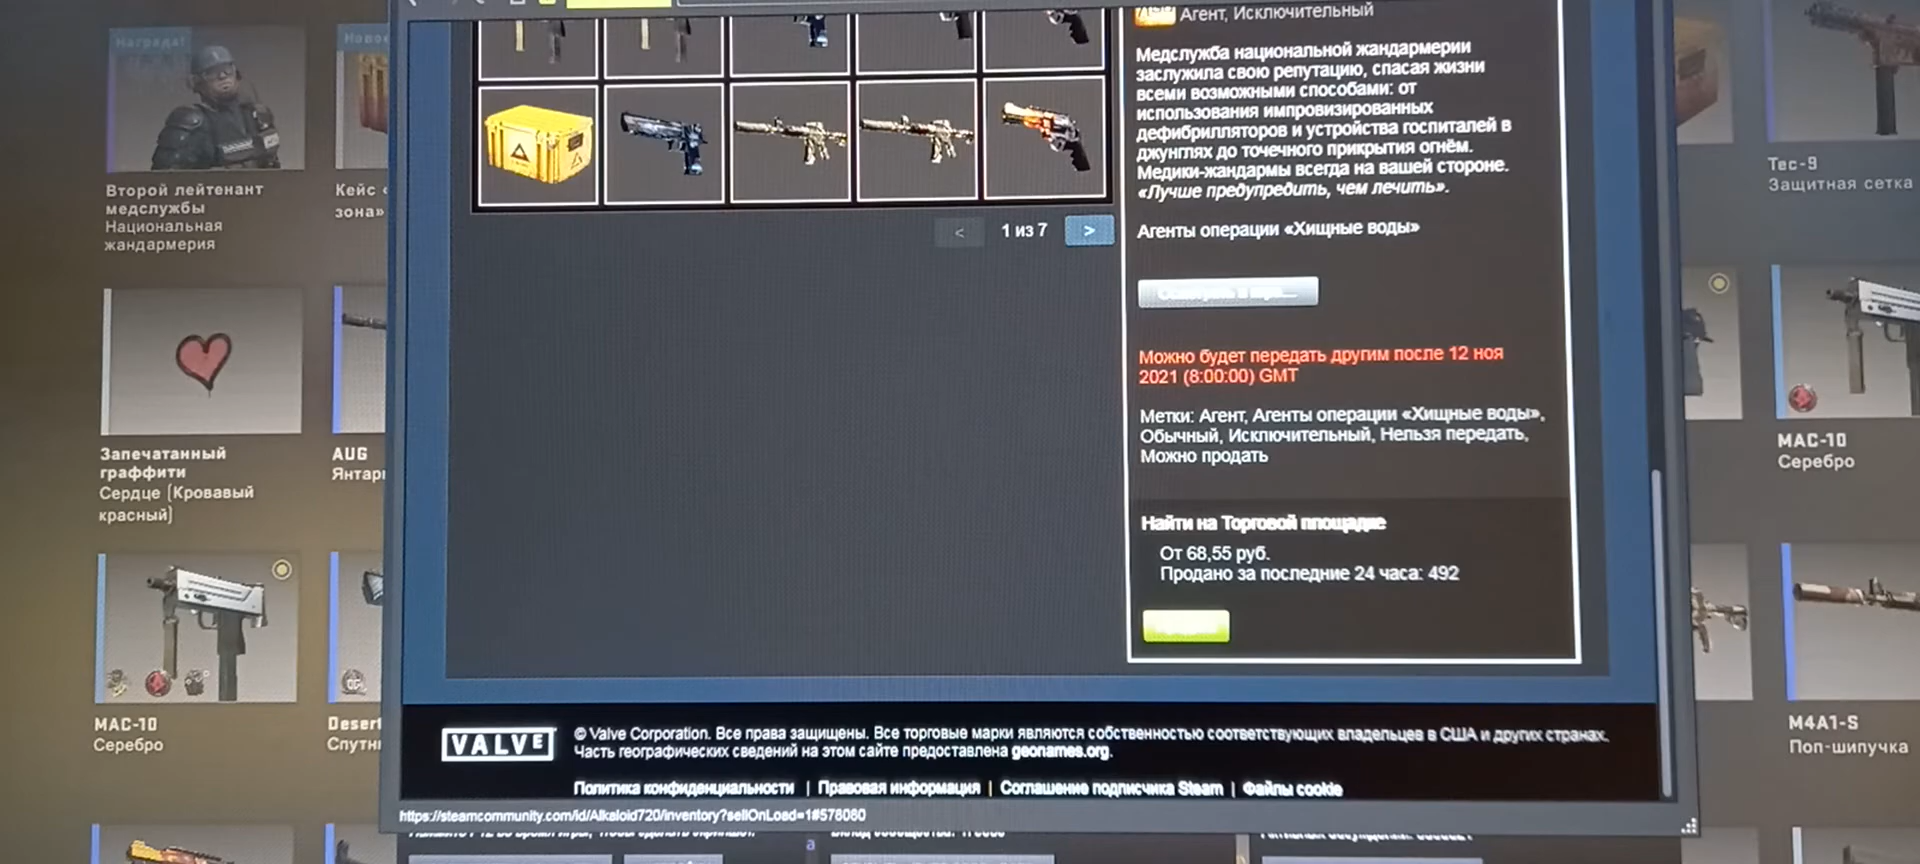 Награда!
Второй лейтенант
медслужбы
Национальная
жандармерия
Кейс «
зона»
Агент, Исключительный
Медслужба национальной жандармерии
заслужила свою репутацию, спасая жизни
всеми возможными способами: от
использования импровизированных
дефибрилляторов и устройства госпиталей в
джунглях до точечного прикрытия огнём.
Медики-жандармы всегда на вашей стороне.
«Лучше предупредить, чем лечить».
Агенты операции «Хищные воды»
1 из 7
Можно будет передать другим после 12 ноя
2021 (8:00:00) GMT
Метки: Агент, Агенты операции «Хищные воды»,
Обычный, Исключительный, Нельзя передать,
Можно продать
Найти на Торговой площадке
От 68,55 руб.
Продано за последние 24 часа: 492
Tec-9
Защитная сетка
Запечатанный
граффити
Сердце (Кровавый
красный)
AUG
Янтар
MAC-10
Серебро
MAC-10
Серебро
Desert
Спутн
M4A1-S
Поп-шипучка
VALVE
© Valve Corporation. Все права защищены. Все торговые марки являются собственностью соответствующих владельцев в США и других странах.
Часть географических сведений на этом сайте предоставлена geonames.org.
Политика конфиденциальности | Правовая информация | Соглашение подписчика Steam | Файлы cookie
https://steamcommunity.com/id/Alkaloid720/inventory?sellOnLoad=1#578080